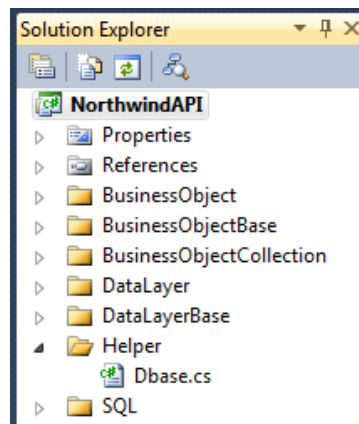 Solution Explorer
NorthwindAPI
Properties
References
BusinessObject
BusinessObjectBase
BusinessObjectCollection
DataLayer
DataLayerBase
Helper
Dbase.cs
SQL